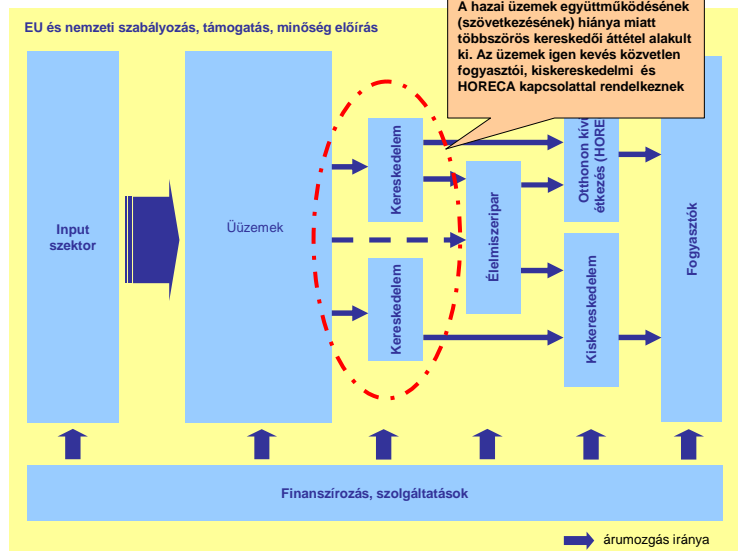 A hazai üzemek együttműködésének
(szövetkezésének) hiánya miatt
többszörös kereskedői áttétel alakult
ki. Az üzemek igen kevés közvetlen
fogyasztói, kiskereskedelmi és
HORECA kapcsolattal rendelkeznek
EU és nemzeti szabályozás, támogatás, minőség előírás
Input
szektor
Üüzemek
Kereskedelem
Kereskedelem
Élelmiszeripar
Otthonon
étkezés
Kiskereskedelem
Fogyasztók
Finanszírozás, szolgáltatások
árumozgás iránya